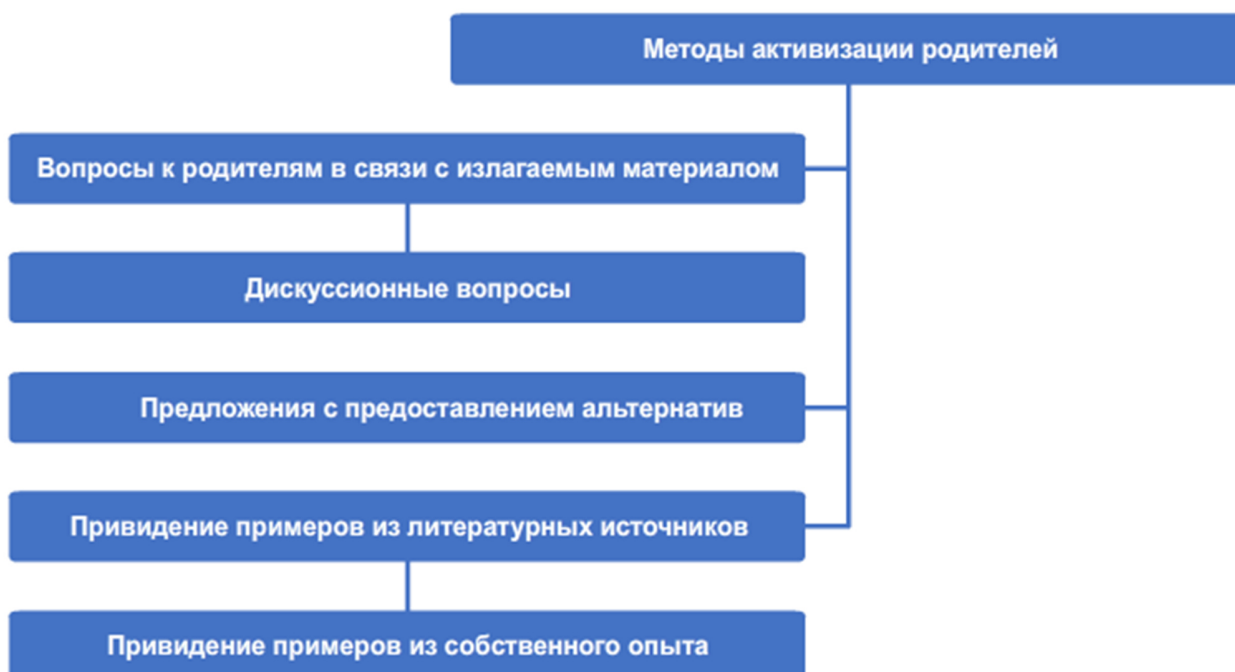 Методы активизации родителей
Вопросы к родителям в связи с излагаемым материалом
Дискуссионные вопросы
Предложения с предоставлением альтернатив
Привидение примеров из литературных источников
Привидение примеров из собственного опыта